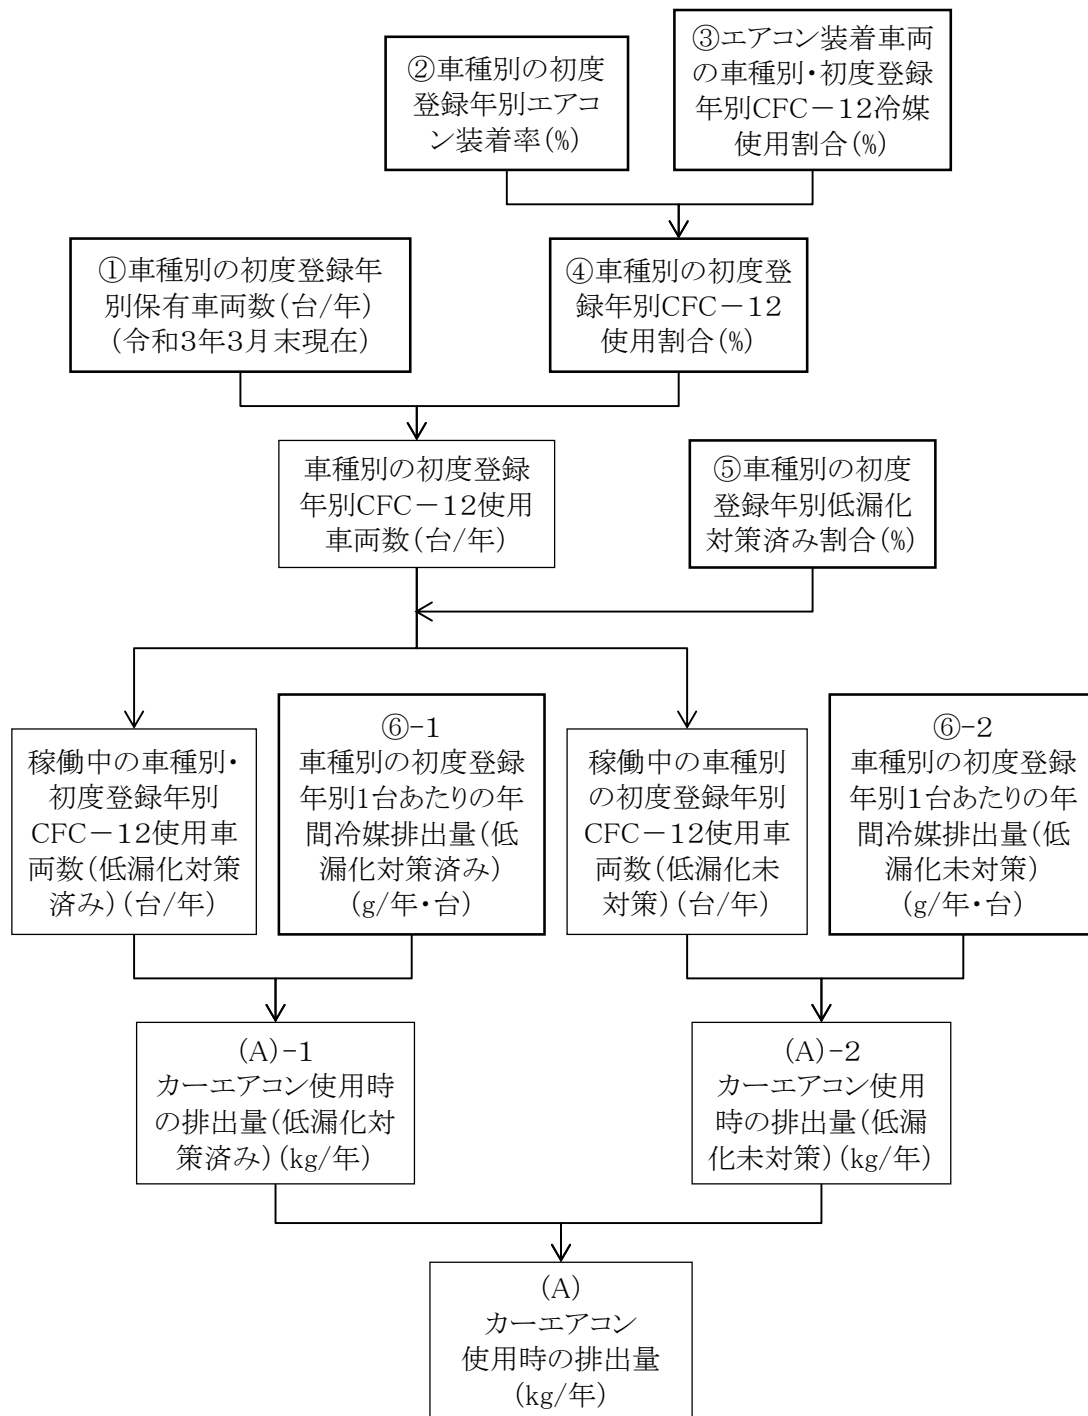 ②車種別の初度
登録年別エアコ
ン装着率(%)
③エアコン装着車両
の車種別・初度登録
年別CFC－12冷媒
使用割合(%)
①車種別の初度登録年
別保有車両数(台/年)
(令和3年3月末現在)
④車種別の初度登
録年別CFC－12
使用割合(%)
車種別の初度登録
年別CFC－12使用
車両数(台/年)
⑤車種別の初度
登録年別低漏化
対策済み割合(%)
稼働中の車種別・
初度登録年別
CFC－12使用車
両数(低漏化対策
済み)(台/年)
⑥-1
車種別の初度登録
年別1台あたりの年
間冷媒排出量(低
漏化対策済み)
(g/年・台)
稼働中の車種別
の初度登録年別
CFC－12使用車
両数(低漏化未
対策)(台/年)
⑥-2
車種別の初度登録
年別1台あたりの年
間冷媒排出量(低
漏化未対策)
(g/年・台)
(A)-1
カーエアコン使用時
の排出量(低漏化対
策済み)(kg/年)
(A)-2
カーエアコン使用
時の排出量(低漏
化未対策)(kg/年)
(A)
カーエアコン
使用時の排出量
(kg/年)